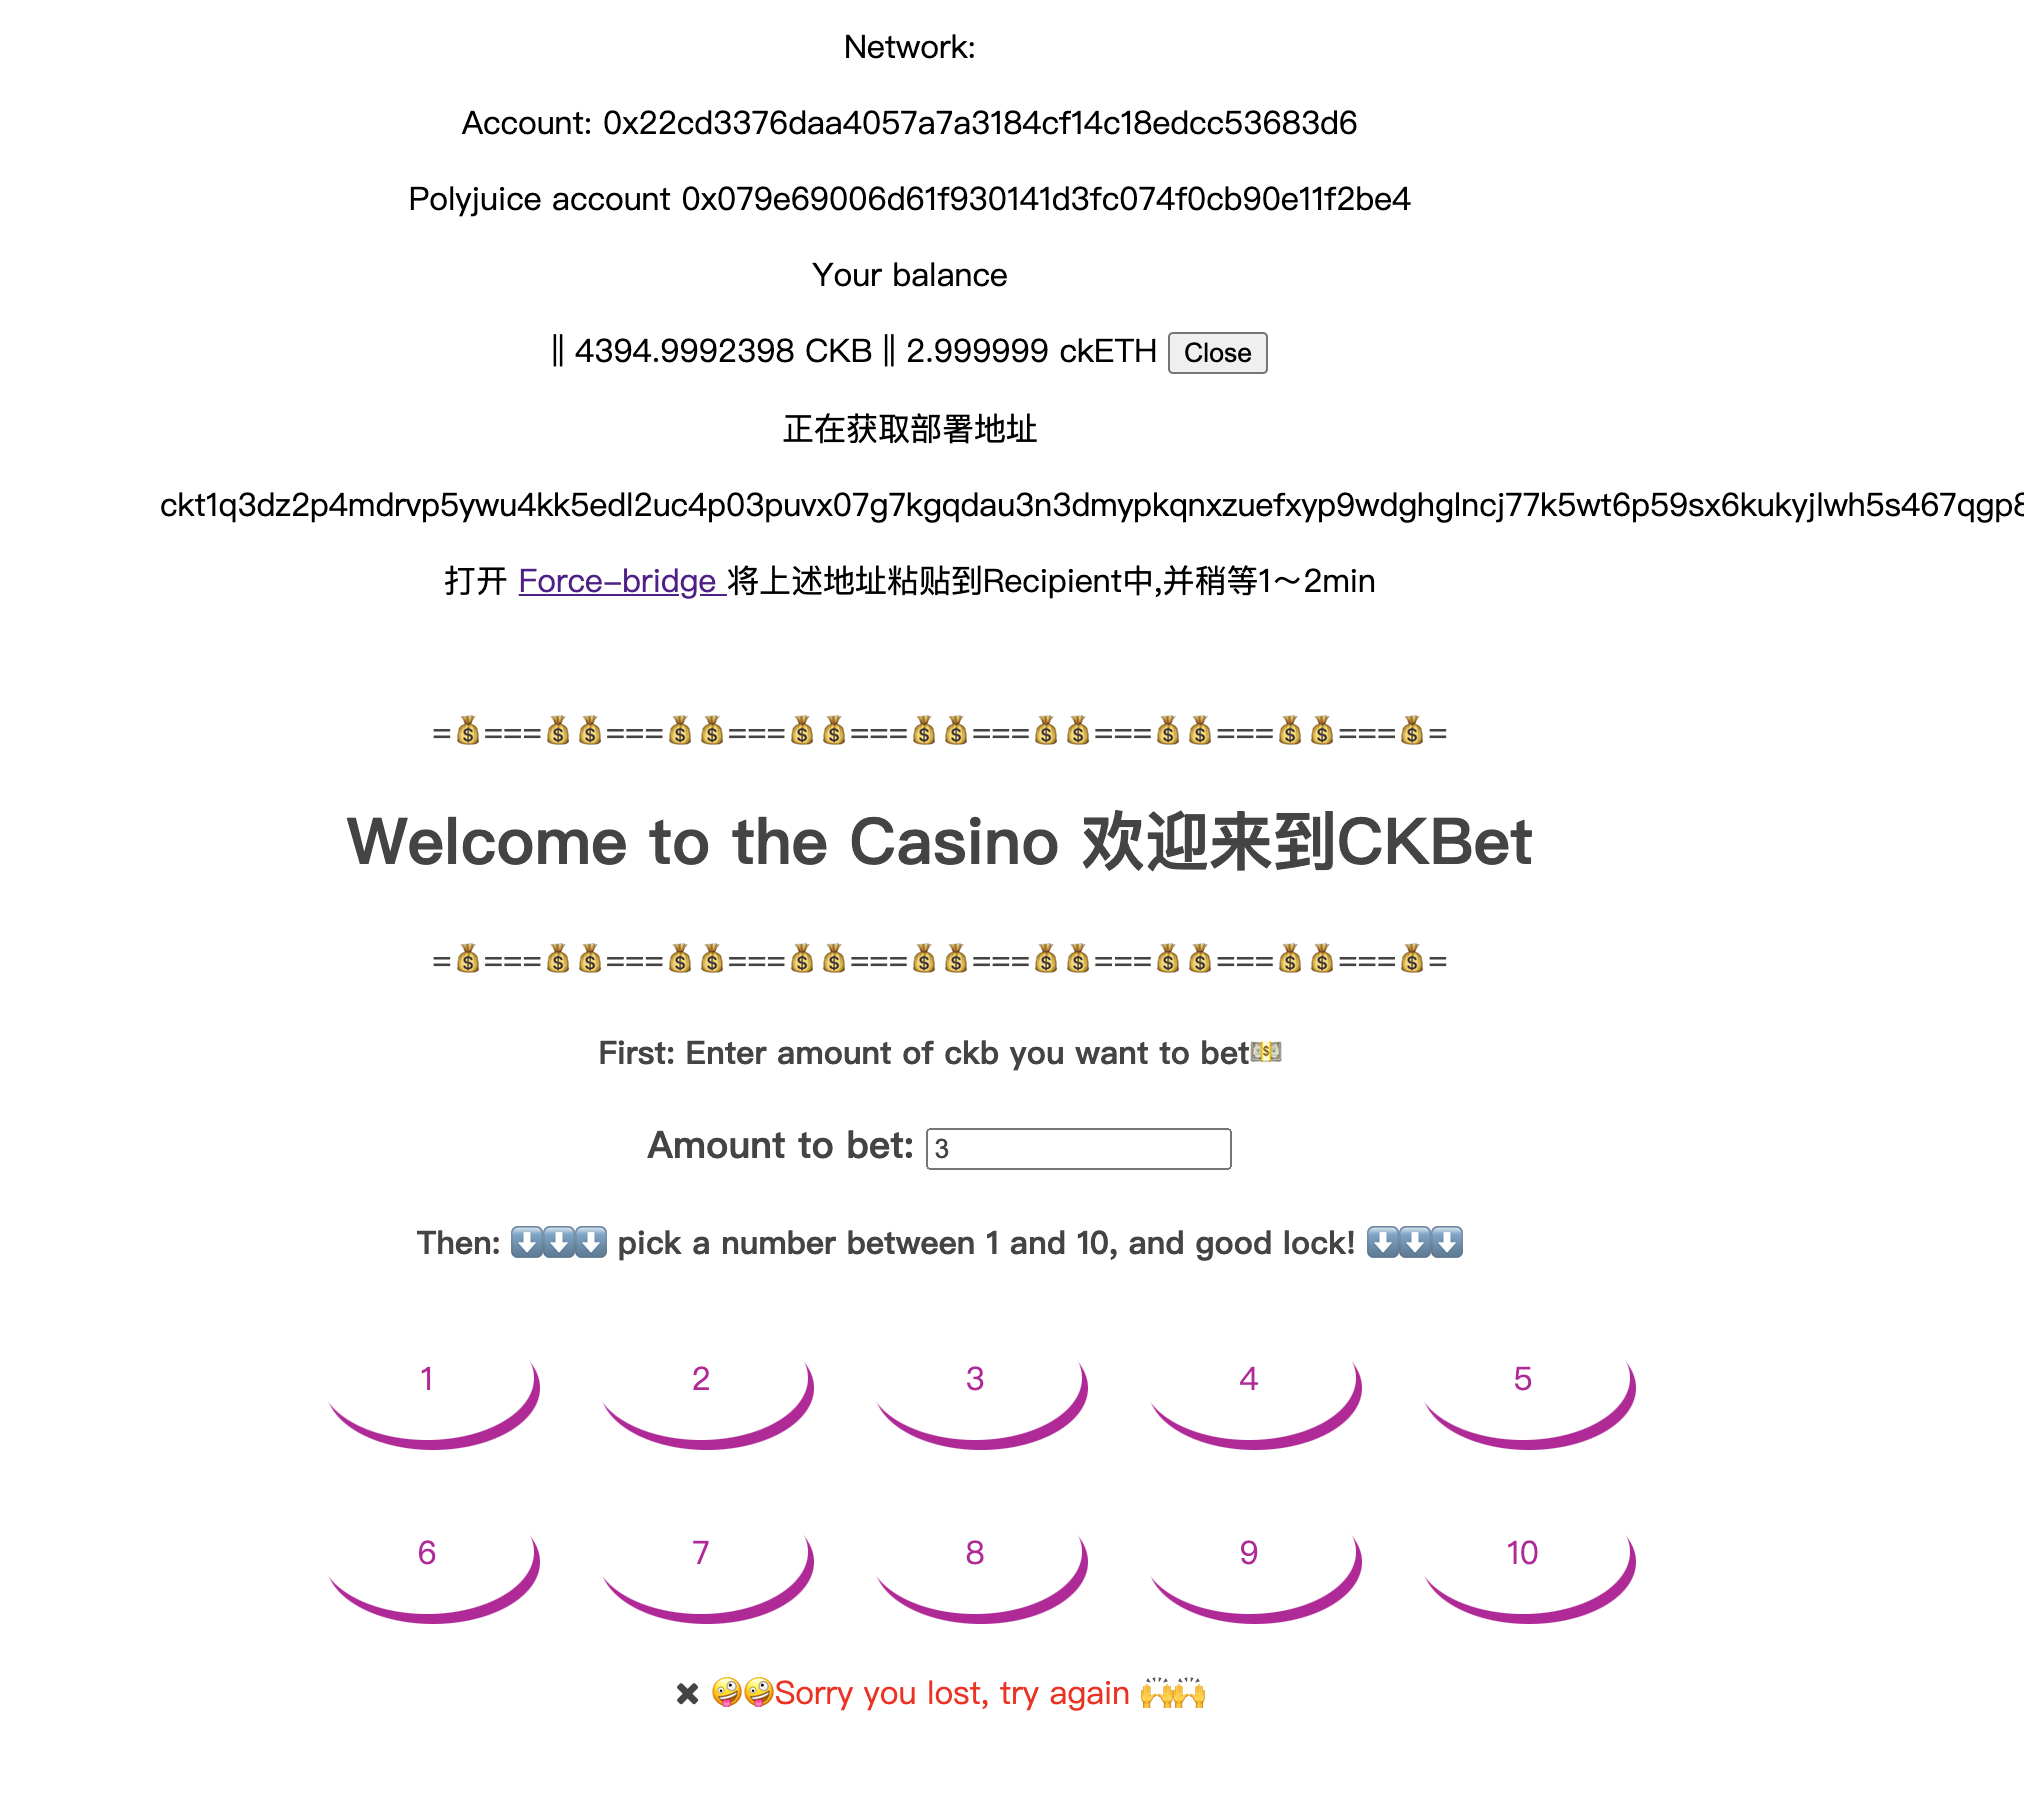 Network:
Account: 0x22cd3376daa4057a7a3184cf14c18edcc53683d6
Polyjuice account 0x079e69006d61f930141d3fc074f0cb90e11f2be4
Your balance
|| 4394.9992398 CKB || 2.999999 ckETH Close
正在获取部署地址
ckt1q3dz2p4mdrvp5ywu4kk5edl2uc4p03puvx07g7kgqdau3n3dmypkqnxzuefxyp9wdghglncj77k5wt6p59sx6kukyjlwh5s467qgp8
打开 Force-bridge 将上述地址粘贴到Recipient中,并稍等1～2min
=💰===💰💰===💰💰===💰💰===💰💰===💰💰===💰💰===💰💰===💰=
Welcome to the Casino 欢迎来到CKBet
=💰===💰💰===💰💰===💰💰===💰💰===💰💰===💰💰===💰💰===💰=
First: Enter amount of ckb you want to bet💵
Amount to bet: 3
Then: ⬇️⬇️⬇️ pick a number between 1 and 10, and good lock! ⬇️⬇️⬇️
1 2 3 4 5
6 7 8 9 10
✖ 🤪🤪Sorry you lost, try again 🙌🙌